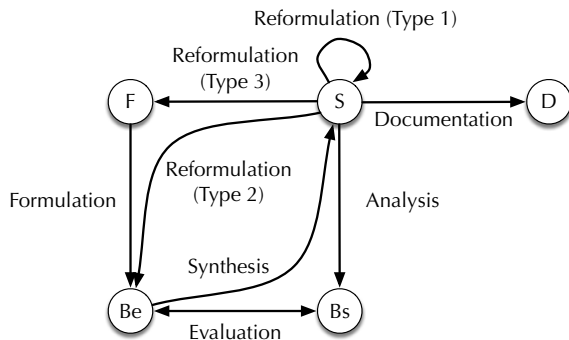 Reformulation (Type 1)
Reformulation
(Type 3)
F
S
D
Documentation
Reformulation
(Type 2)
Formulation
Analysis
Synthesis
Be
Bs
Evaluation